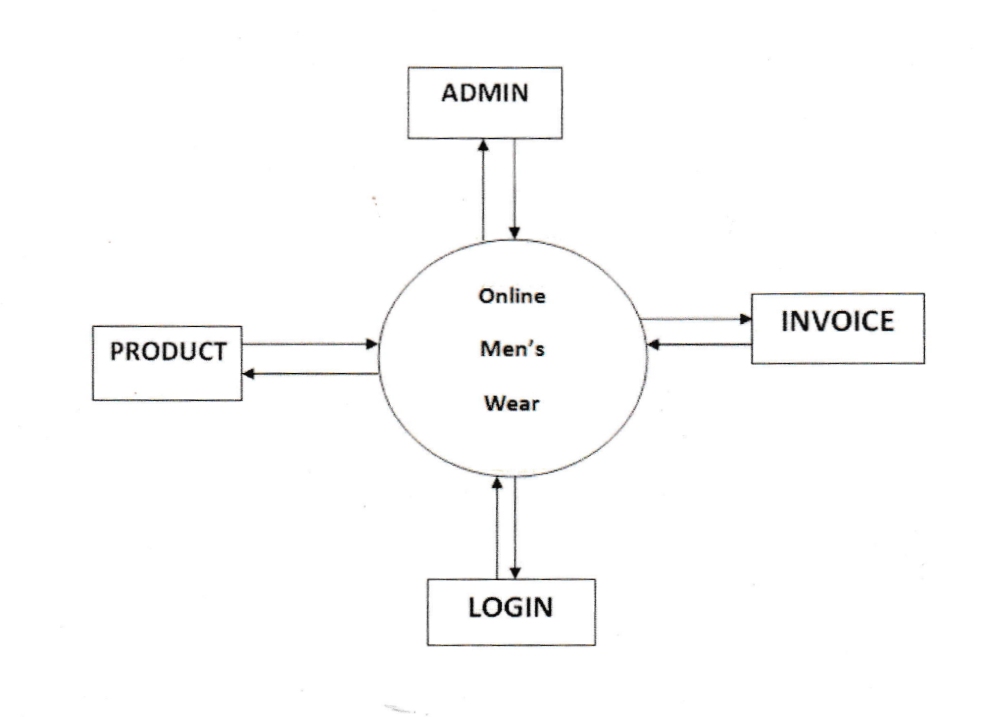 ADMIN
Online
Men's
Wear
INVOICE
PRODUCT
LOGIN